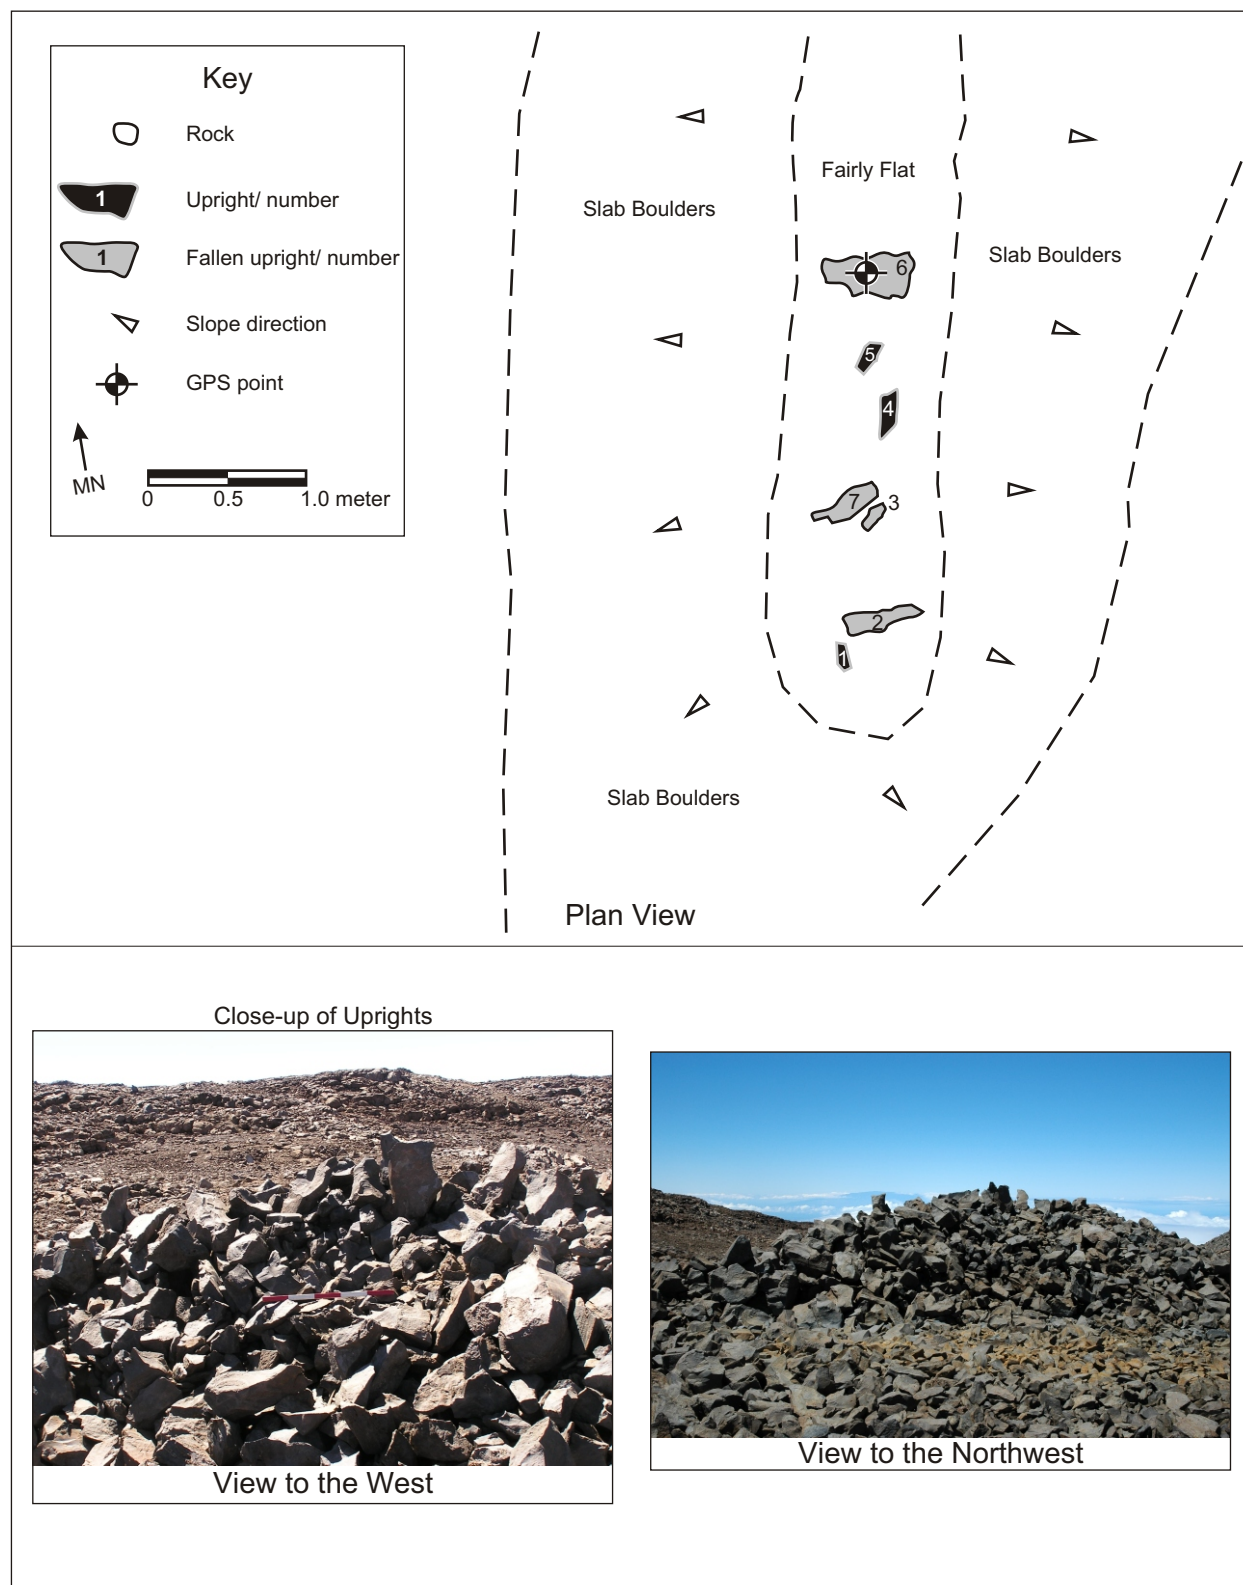 Key
Rock
1
Upright/ number
1
Fallen upright/ number
Slope direction
GPS point
MN
0 0.5 1.0 meter
Fairly Flat
Slab Boulders
Slab Boulders
6
5
4
7
3
2
1
Slab Boulders
Plan View
Close-up of Uprights
View to the West
View to the Northwest